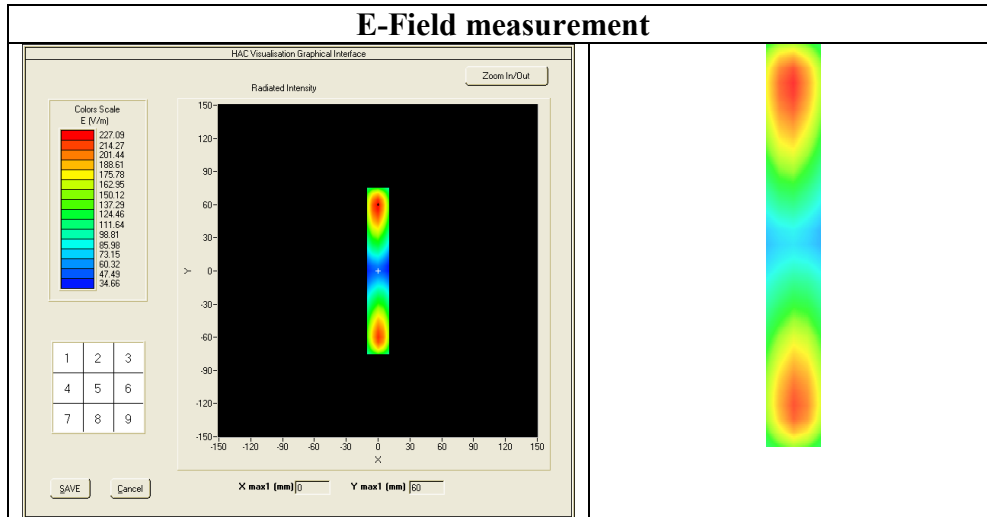 E-Field measurement
HAC Visualisation Graphical Interface
Zoom In/Out
Radiated Intensity
Colors Scale
E (V/m)
227.09
214.27
201.44
188.61
175.78
162.95
150.12
137.29
124.46
111.64
98.81
85.98
73.15
60.32
47.49
34.66
150
120
90
60
30
0
-30
-60
-90
-120
-150
Y
-150 -120 -90 -60 -30 0 30 60 90 120 150
X
1 2 3
4 5 6
7 8 9
SAVE
Cancel
X max1 (mm) 0
Y max1 (mm) 60